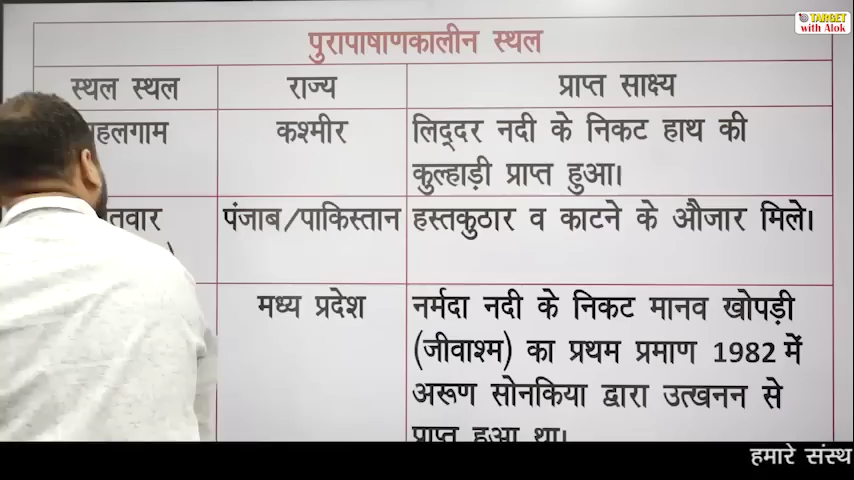 TARGET
with Alok
पुरापाषाणकालीन स्थल
स्थल स्थल राज्य प्राप्त साक्ष्य
कश्मीर लिद्दर नदी के निकट हाथ की
कुल्हाड़ी प्राप्त हुआ।
पंजाब/पाकिस्तान हस्तकुठार व काटने के औजार मिले।
मध्य प्रदेश नर्मदा नदी के निकट मानव खोपड़ी
(जीवाश्म) का प्रथम प्रमाण 1982 में
अरूण सोनकिया द्वारा उत्खनन से
प्राप्त हुआ था।
हमारे संस्थ